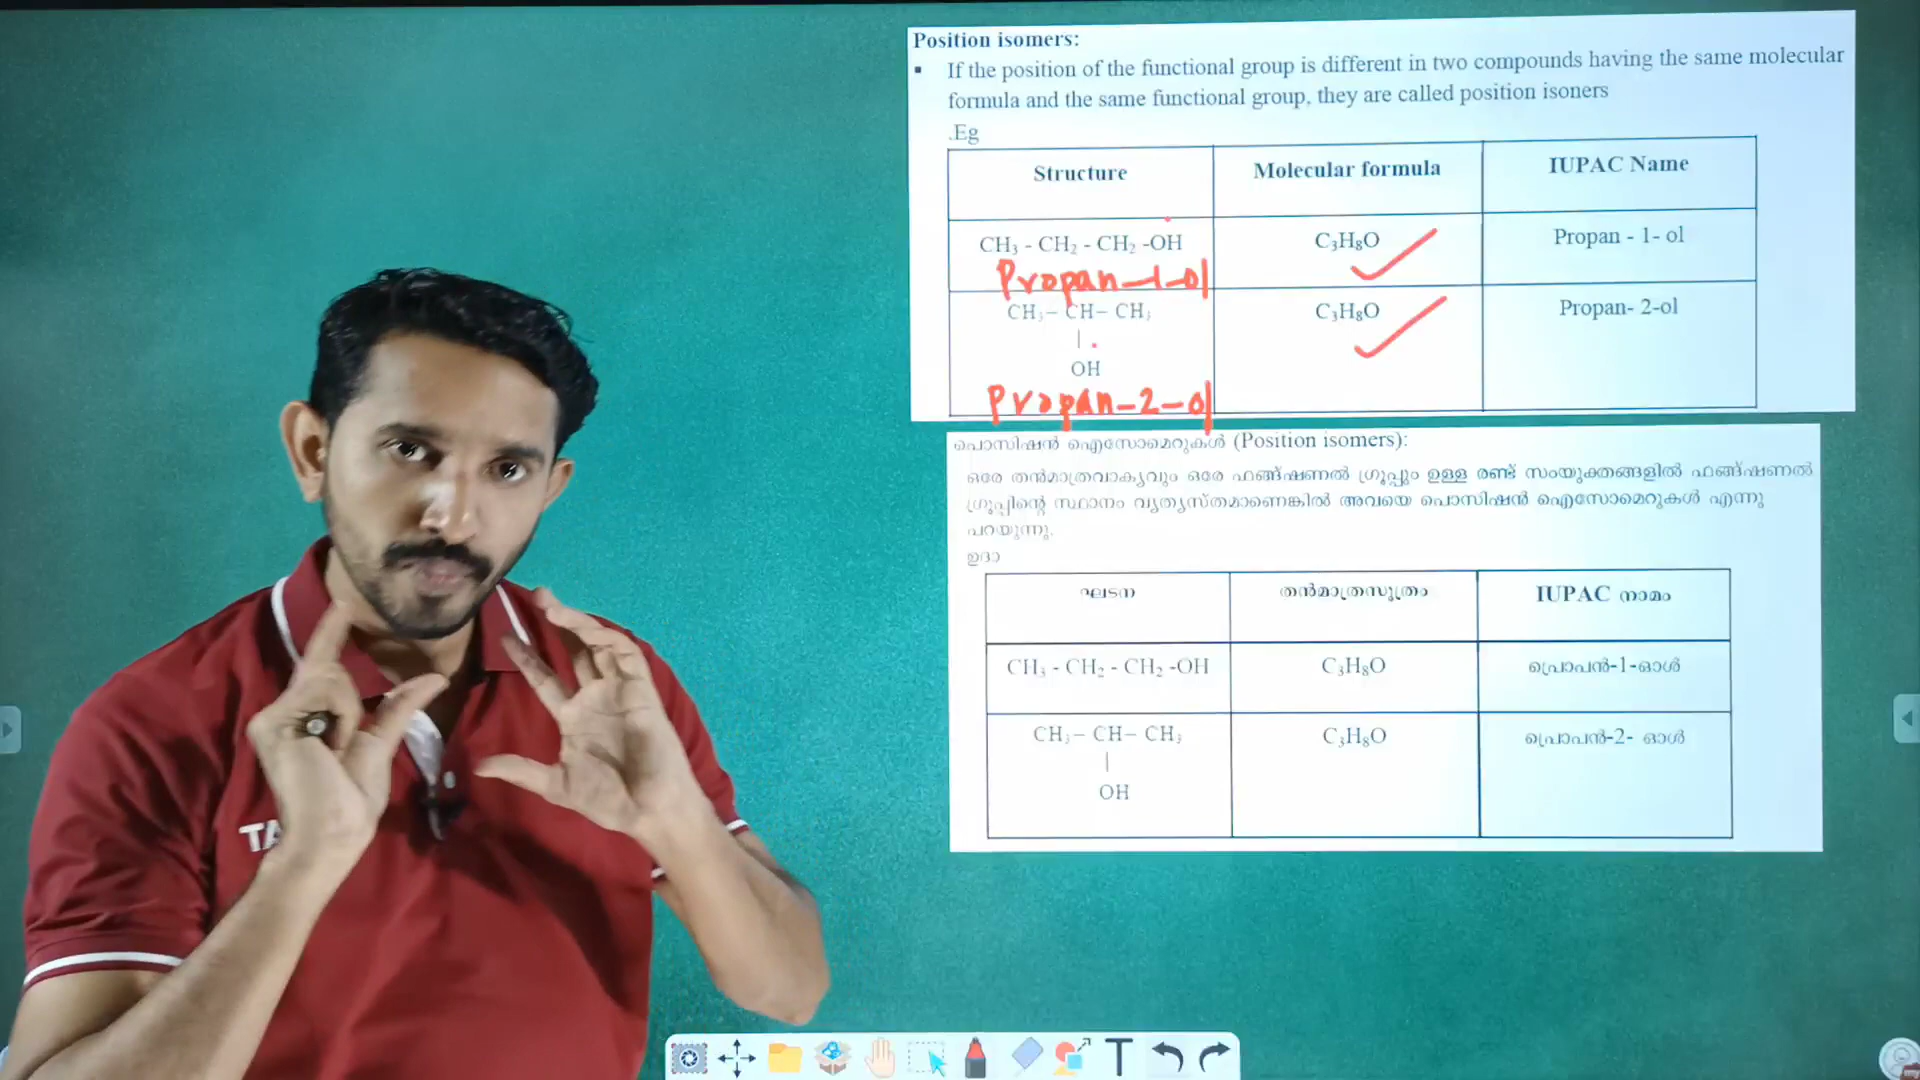 Position isomers:
▪ If the position of the functional group is different in two compounds having the same molecular
formula and the same functional group, they are called position isoners
.Eg
Structure Molecular formula IUPAC Name
CH₃ - CH₂ - CH₂ -OH C₃H₈O Propan - 1- ol
Propan-1-ol
CH₃– CH– CH₃ C₃H₈O Propan- 2-ol
|
OH
Propan-2-ol
പൊസിഷൻ ഐസോമെറുകൾ (Position isomers):
ഒരേ തൻമാത്രവാക്യവും ഒരേ ഫങ്ഷണൽ ഗ്രൂപ്പും ഉള്ള രണ്ട് സംയുക്തങ്ങളിൽ ഫങ്ഷണൽ
ഗ്രൂപ്പിന്റെ സ്ഥാനം വ്യത്യസ്തമാണെങ്കിൽ അവയെ പൊസിഷൻ ഐസോമെറുകൾ എന്നു
പറയുന്നു.
ഉദാ
ഘടന തൻമാത്രസൂത്രം IUPAC നാമം
CH₃ - CH₂ - CH₂ -OH C₃H₈O പ്രൊപൻ-1-ഓൾ
CH₃– CH– CH₃ C₃H₈O പ്രൊപൻ-2- ഓൾ
|
OH
TA
T